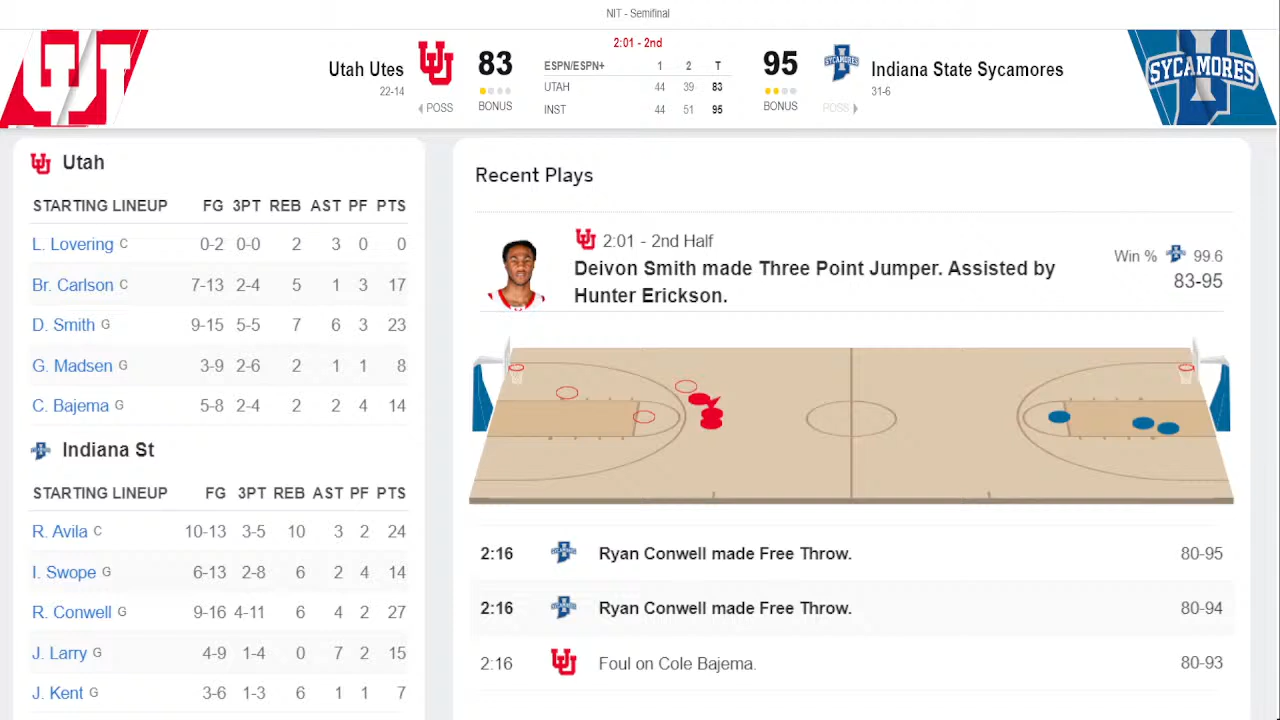 NIT - Semifinal
2:01 - 2nd
Utah Utes
22-14
POSS
83
BONUS
ESPN/ESPN+ 1 2 T
UTAH 44 39 83
INST 44 51 95
95
BONUS
SYCAMORES
POSS
Indiana State Sycamores
31-6
SYCAMORES
Utah
STARTING LINEUP FG 3PT REB AST PF PTS
L. Lovering C 0-2 0-0 2 3 0 0
Br. Carlson C 7-13 2-4 5 1 3 17
D. Smith G 9-15 5-5 7 6 3 23
G. Madsen G 3-9 2-6 2 1 1 8
C. Bajema G 5-8 2-4 2 2 4 14
Indiana St
STARTING LINEUP FG 3PT REB AST PF PTS
R. Avila C 10-13 3-5 10 3 2 24
I. Swope G 6-13 2-8 6 2 4 14
R. Conwell G 9-16 4-11 6 4 2 27
J. Larry G 4-9 1-4 0 7 2 15
J. Kent G 3-6 1-3 6 1 1 7
Recent Plays
2:01 - 2nd Half
Deivon Smith made Three Point Jumper. Assisted by
Hunter Erickson.
Win % 99.6
83-95
2:16 Ryan Conwell made Free Throw. 80-95
2:16 Ryan Conwell made Free Throw. 80-94
2:16 Foul on Cole Bajema. 80-93